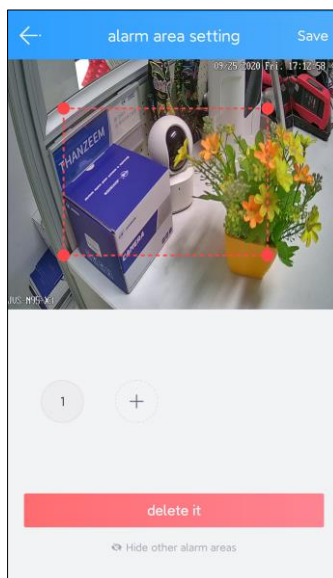 alarm area setting
Save
09/25/2020 Fri. 17:12:58
THANZEEM
CAMERA
1
+
delete it
Hide other alarm areas